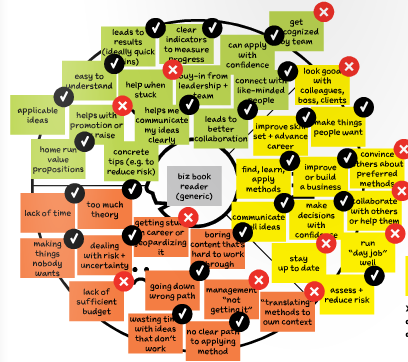 get
recognized
by team
leads to
results
(ideally quick
wins)
clear
indicators
to measure
progress
can apply
with
confidence
easy to
understand
help when
stuck
buy-in from
leadership +
team
connect with
like-minded
people
look good
with
colleagues,
boss, clients
applicable
ideas
helps with
promotion or
raise
helps me
communicate
my ideas
clearly
leads to
better
collaboration
improve skill
set + advance
career
make things
people want
home run
value
propositions
concrete
tips (e.g. to
reduce risk)
biz book
reader
(generic)
find, learn,
apply
methods
improve
or build
a business
convince
others about
preferred
methods
lack of time
too much
theory
getting stuck
in career or
jeopardizing
it
boring
content that's
hard to work
through
communicate
ideas well
make
decisions
with
confidence
collaborate
with others
or help them
making
things
nobody
wants
dealing
with risk +
uncertainty
stay
up to date
run
"day job"
well
lack of
sufficient
budget
going down
wrong path
management
"not
getting it"
"translating"
methods to
own context
assess +
reduce risk
wasting time
with ideas
that don't
work
no clear path
to applying
method